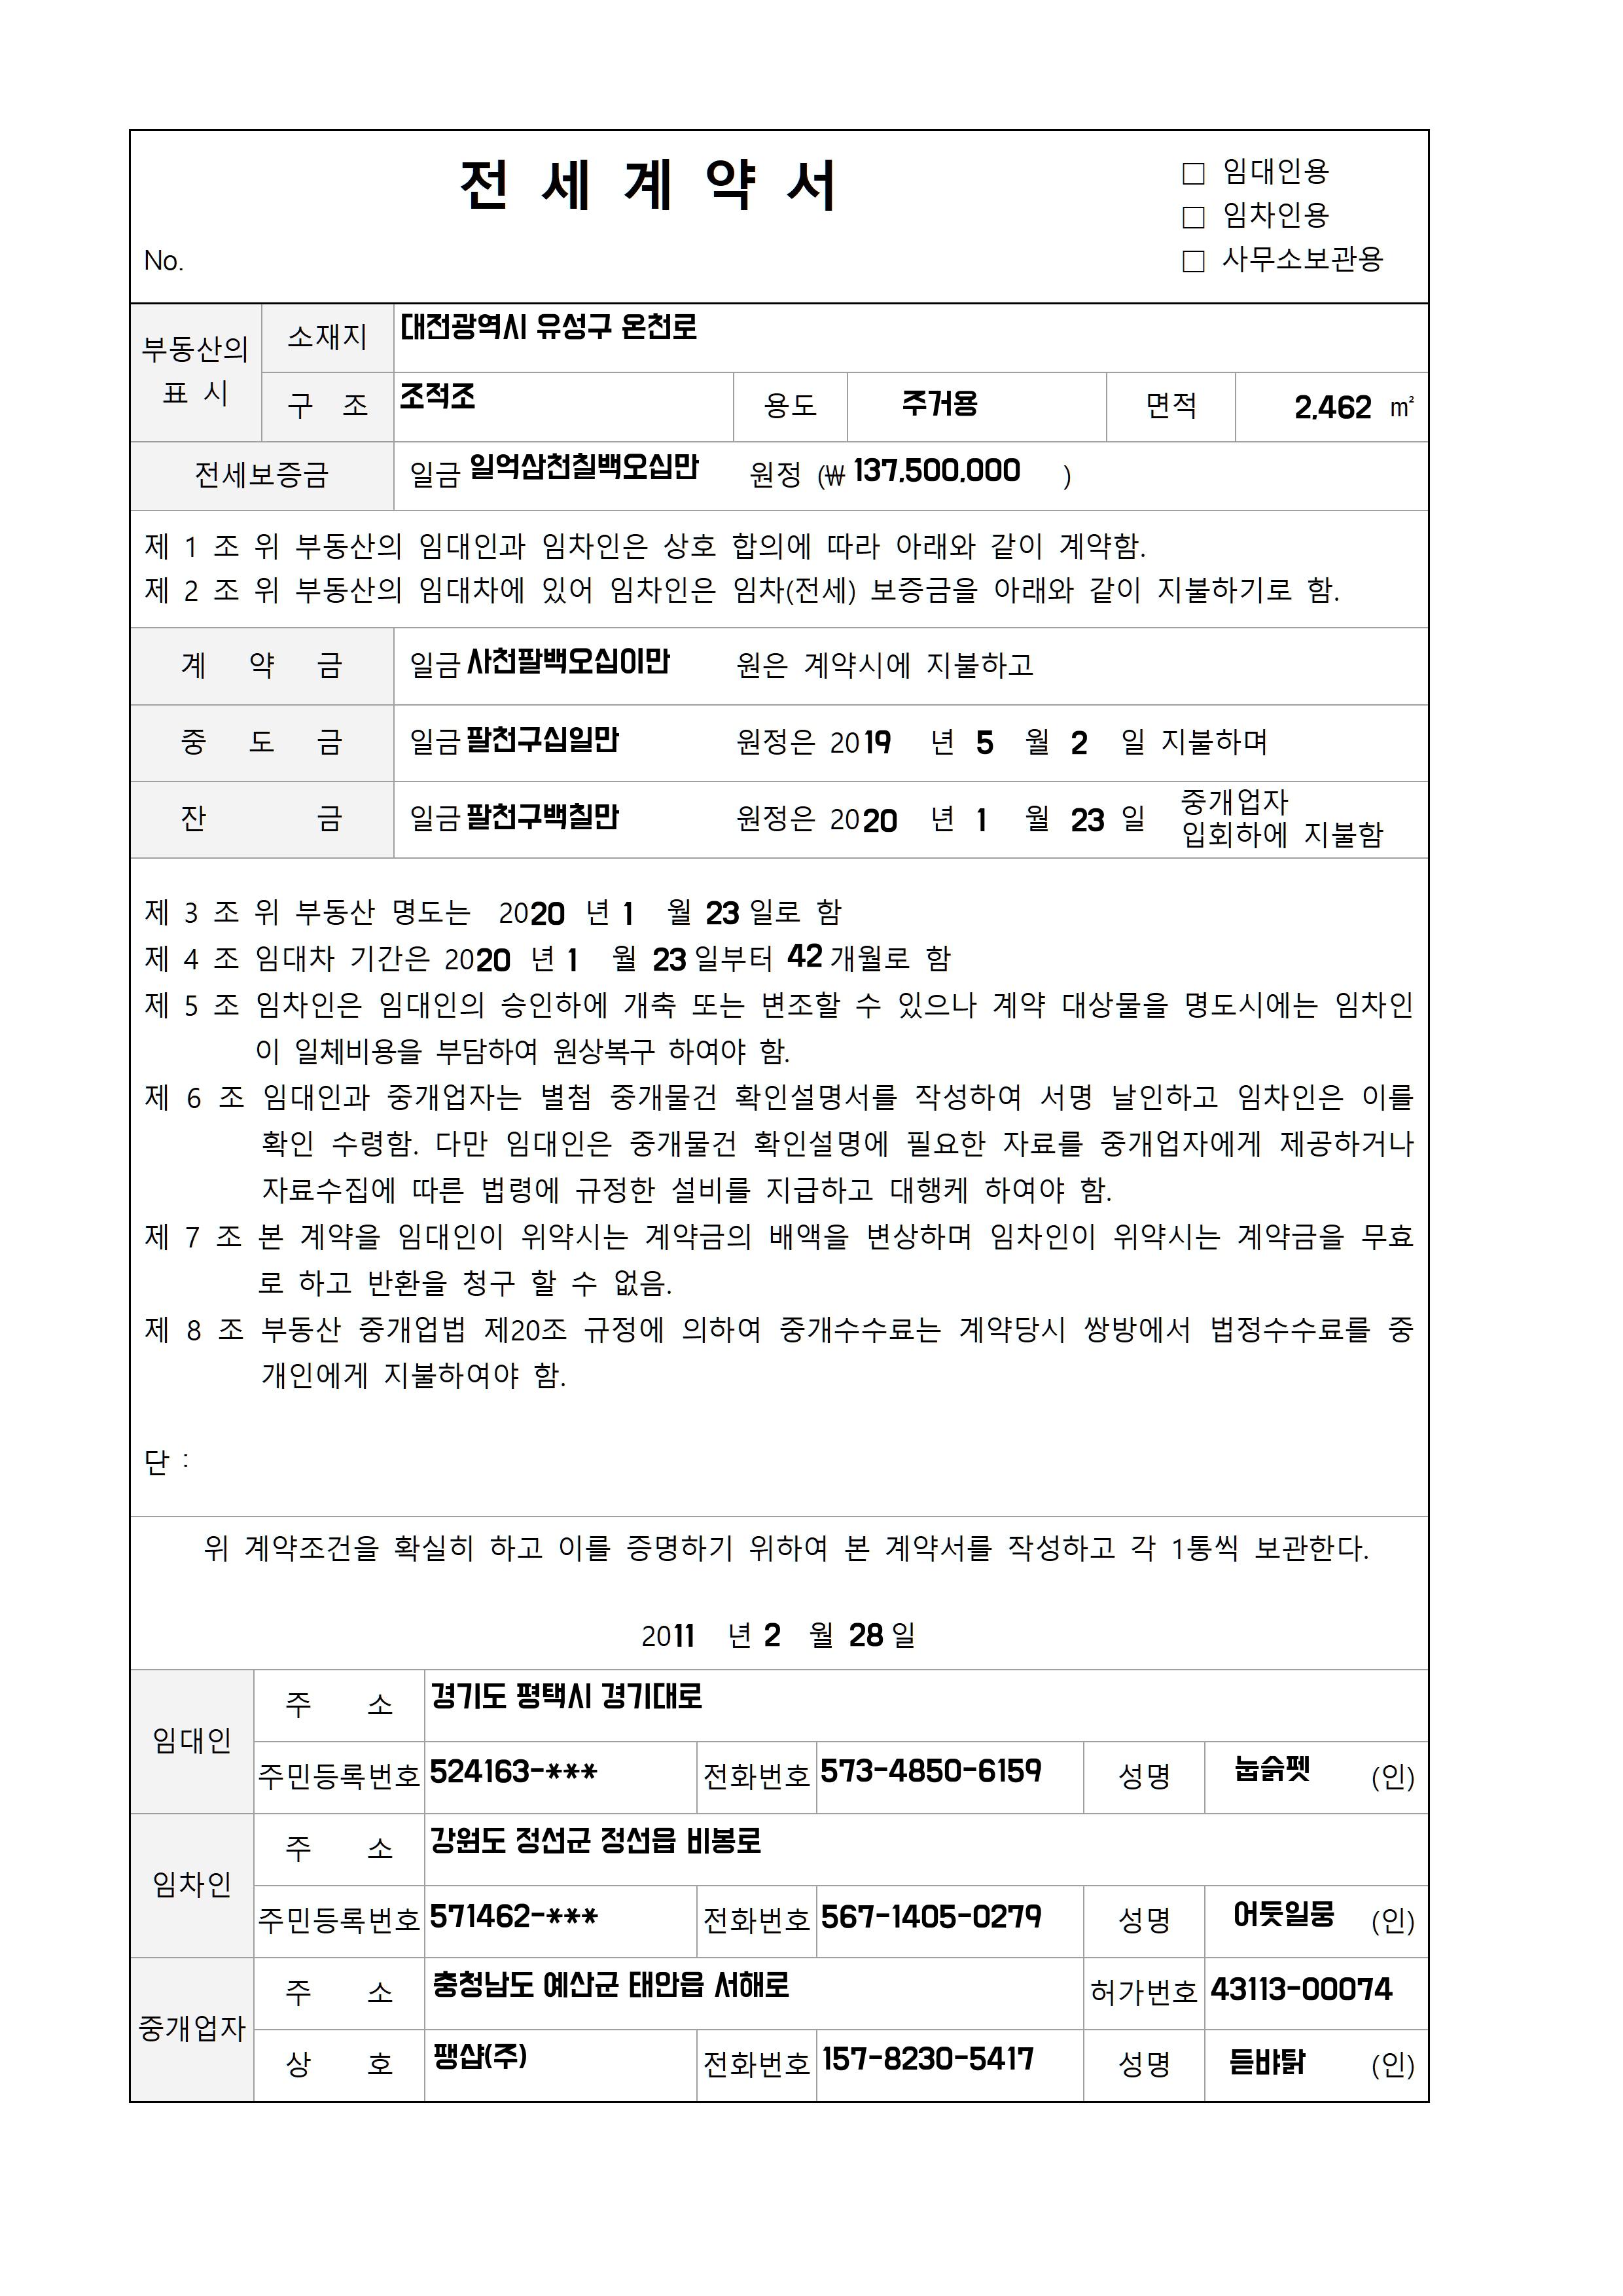 전 세 계 약 서
□ 임대인용
□ 임차인용
□ 사무소보관용
No.
부동산의 표 시
소재지 대전광역시 유성구 온천로
구 조 조적조 용도 주거용 면적 2,462 ㎡
전세보증금 일금 일억삼천칠백오십만 원정 (₩ 137,500,000 )
제 1 조 위 부동산의 임대인과 임차인은 상호 합의에 따라 아래와 같이 계약함.
제 2 조 위 부동산의 임대차에 있어 임차인은 임차(전세) 보증금을 아래와 같이 지불하기로 함.
계 약 금 일금 사천팔백오십이만 원은 계약시에 지불하고
중 도 금 일금 팔천구십일만 원정은 2019 년 5 월 2 일 지불하며
잔 금 일금 팔천구백칠만 원정은 2020 년 1 월 23 일 중개업자
입회하에 지불함
제 3 조 위 부동산 명도는 2020 년 1 월 23 일로 함
제 4 조 임대차 기간은 2020 년 1 월 23 일부터 42 개월로 함
제 5 조 임차인은 임대인의 승인하에 개축 또는 변조할 수 있으나 계약 대상물을 명도시에는 임차인
이 일체비용을 부담하여 원상복구 하여야 함.
제 6 조 임대인과 중개업자는 별첨 중개물건 확인설명서를 작성하여 서명 날인하고 임차인은 이를
확인 수령함. 다만 임대인은 중개물건 확인설명에 필요한 자료를 중개업자에게 제공하거나
자료수집에 따른 법령에 규정한 설비를 지급하고 대행케 하여야 함.
제 7 조 본 계약을 임대인이 위약시는 계약금의 배액을 변상하며 임차인이 위약시는 계약금을 무효
로 하고 반환을 청구 할 수 없음.
제 8 조 부동산 중개업법 제20조 규정에 의하여 중개수수료는 계약당시 쌍방에서 법정수수료를 중
개인에게 지불하여야 함.
단 :
위 계약조건을 확실히 하고 이를 증명하기 위하여 본 계약서를 작성하고 각 1통씩 보관한다.
2011 년 2 월 28 일
임대인
주 소 경기도 평택시 경기대로
주민등록번호 524163-*** 전화번호 573-4850-6159 성명 눕슭펫 (인)
임차인
주 소 강원도 정선군 정선읍 비봉로
주민등록번호 571462-*** 전화번호 567-1405-0279 성명 어둣일뭉 (인)
중개업자
주 소 충청남도 예산군 태안읍 서해로 허가번호 43113-00074
상 호 팽샵(주) 전화번호 157-8230-5417 성명 듣뱌탉 (인)